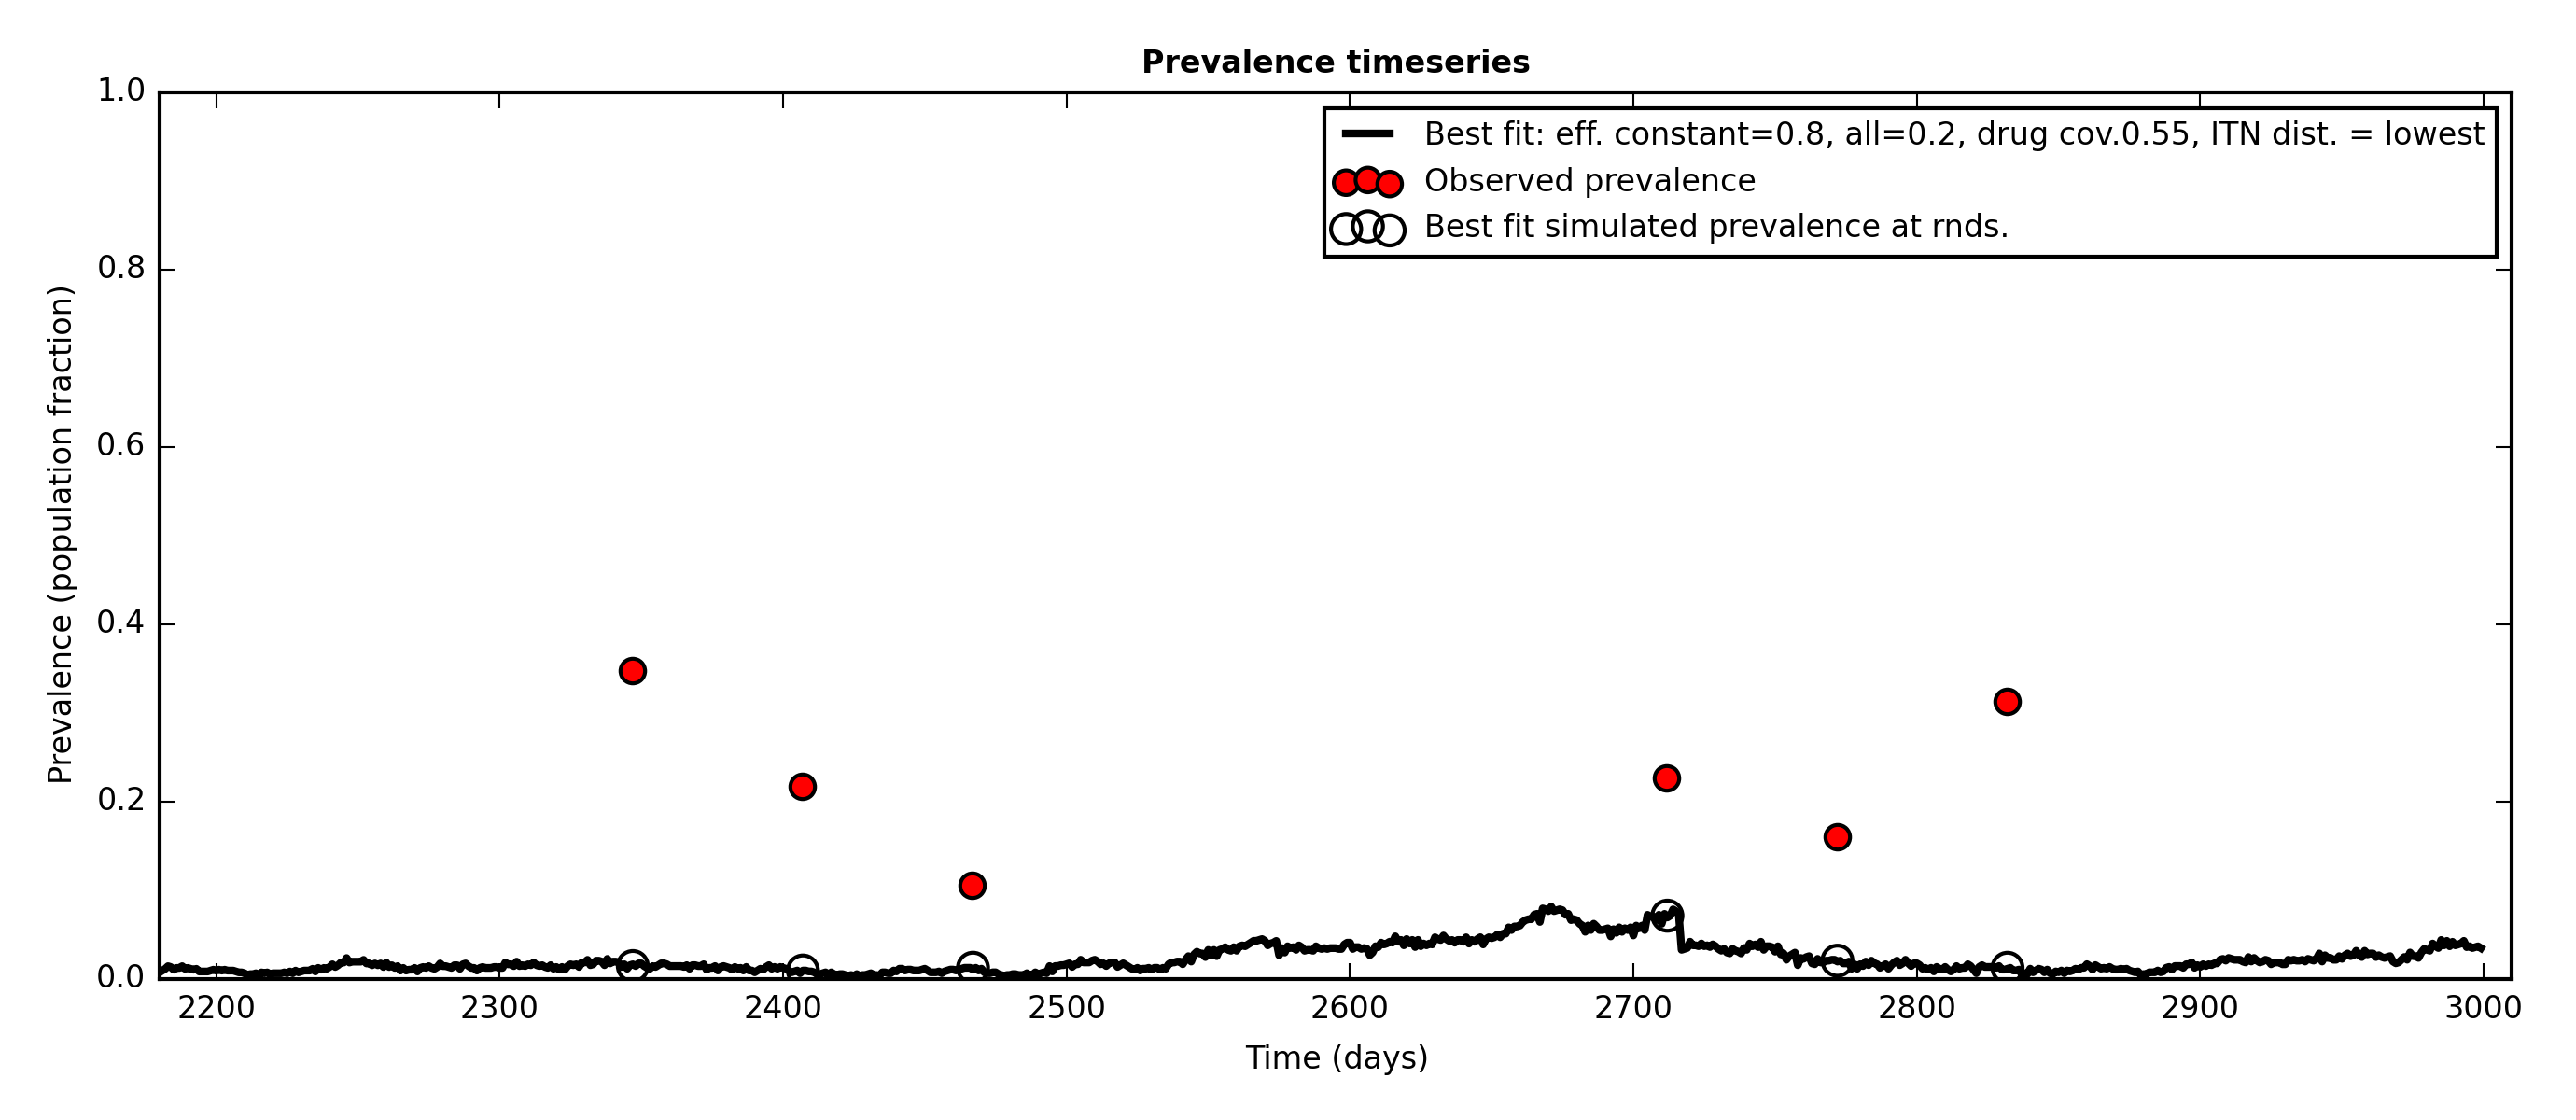 Prevalence timeseries
1.0
0.8
0.6
0.4
0.2
0.0
Prevalence (population fraction)
Best fit: eff. constant=0.8, all=0.2, drug cov.0.55, ITN dist. = lowest
Observed prevalence
Best fit simulated prevalence at rnds.
2200 2300 2400 2500 2600 2700 2800 2900 3000
Time (days)